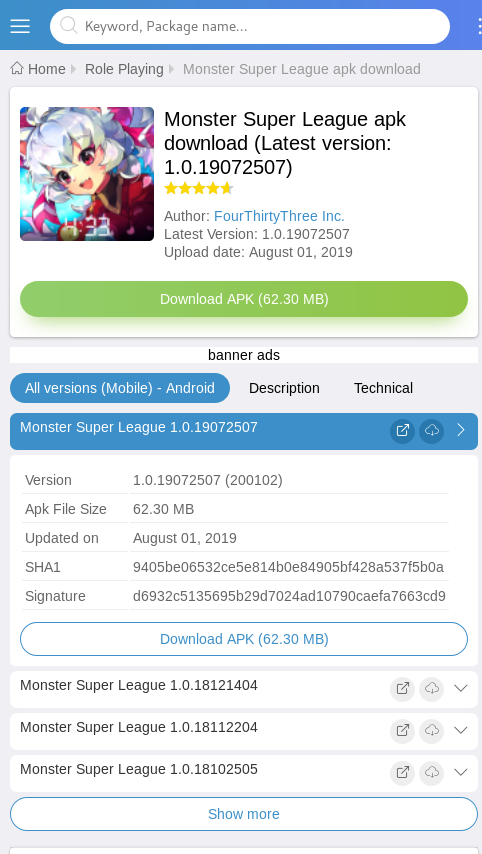 Keyword, Package name...
Home Role Playing Monster Super League apk download
Monster Super League apk
download (Latest version:
1.0.19072507)
4:33
Author: FourThirtyThree Inc.
Latest Version: 1.0.19072507
Upload date: August 01, 2019
Download APK (62.30 MB)
banner ads
All versions (Mobile) - Android Description Technical
Monster Super League 1.0.19072507
Version 1.0.19072507 (200102)
Apk File Size 62.30 MB
Updated on August 01, 2019
SHA1 9405be06532ce5e814b0e84905bf428a537f5b0a
Signature d6932c5135695b29d7024ad10790caefa7663cd9
Download APK (62.30 MB)
Monster Super League 1.0.18121404
Monster Super League 1.0.18112204
Monster Super League 1.0.18102505
Show more